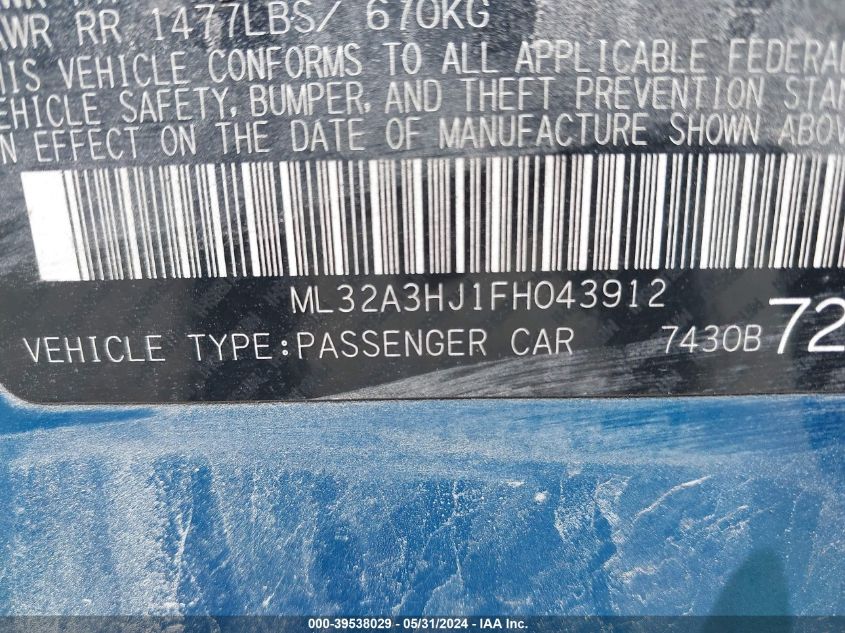 AWR RR 1477LBS/ 670KG
THIS VEHICLE CONFORMS TO ALL APPLICABLE FEDERAL
VEHICLE SAFETY, BUMPER, AND THEFT PREVENTION STAN
IN EFFECT ON THE DATE OF MANUFACTURE SHOWN ABOV
ML32A3HJ1FH043912
VEHICLE TYPE:PASSENGER CAR 7430B 72
000-39538029 - 05/31/2024 - IAA Inc.